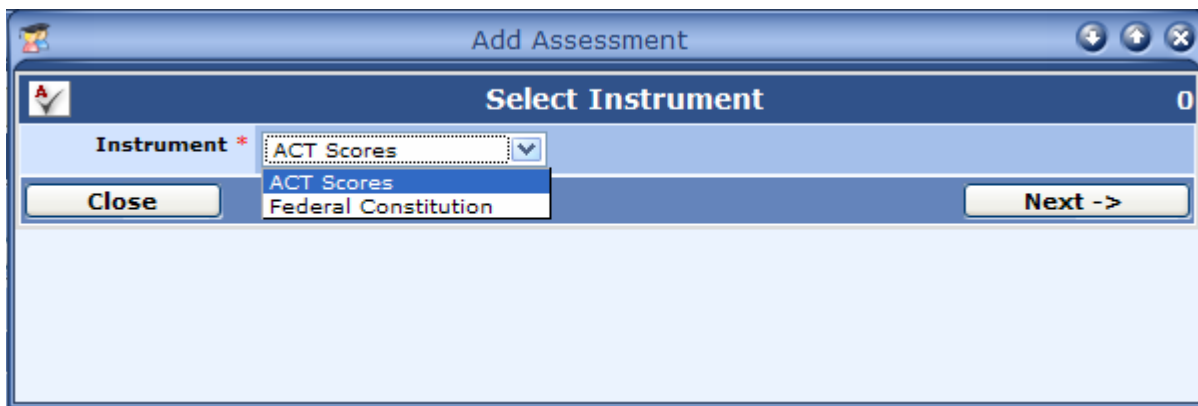 Add Assessment
Select Instrument 0
Instrument * ACT Scores
ACT Scores
Federal Constitution
Close Next ->